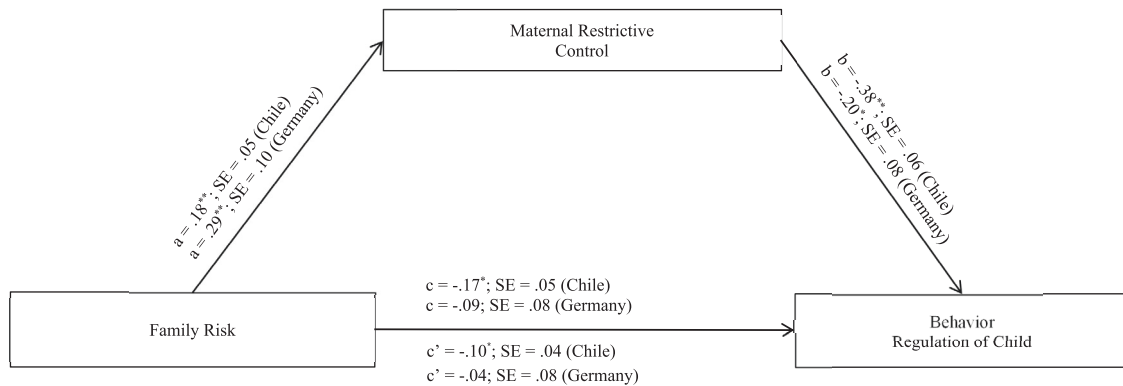 Maternal Restrictive
Control
a = .18**; SE = .05 (Chile)
a = .29**; SE = .10 (Germany)
b = -.38**; SE = .06 (Chile)
b = -.20*; SE = .08 (Germany)
c = -.17*; SE = .05 (Chile)
c = -.09; SE = .08 (Germany)
Family Risk
Behavior
Regulation of Child
c’ = -.10*; SE = .04 (Chile)
c’ = -.04; SE = .08 (Germany)